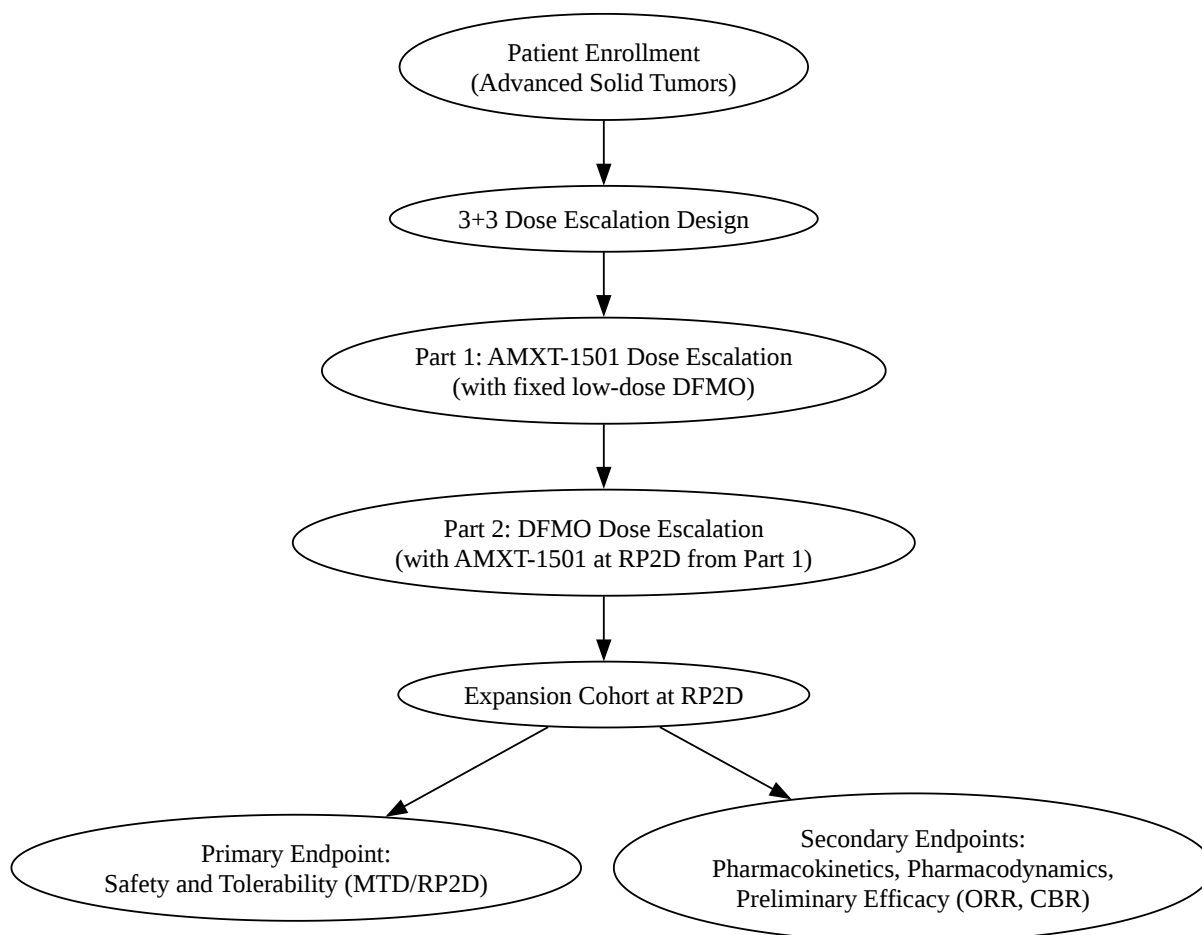 Patient Enrollment
(Advanced Solid Tumors)
3+3 Dose Escalation Design
Part 1: AMXT-1501 Dose Escalation
(with fixed low-dose DFMO)
Part 2: DFMO Dose Escalation
(with AMXT-1501 at RP2D from Part 1)
Expansion Cohort at RP2D
Primary Endpoint:
Safety and Tolerability (MTD/RP2D)
Secondary Endpoints:
Pharmacokinetics, Pharmacodynamics,
Preliminary Efficacy (ORR, CBR)